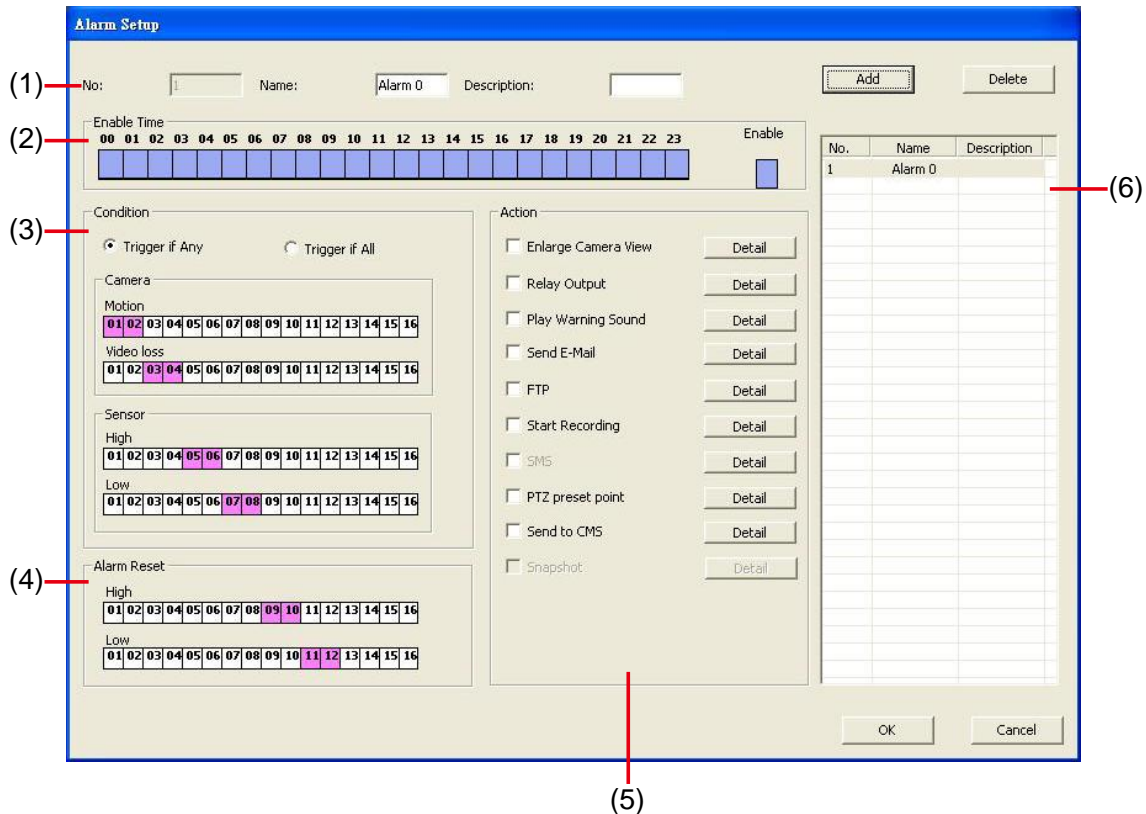 Alarm Setup
(1) No: 1 Name: Alarm 0 Description: Add Delete
(2) Enable Time
00 01 02 03 04 05 06 07 08 09 10 11 12 13 14 15 16 17 18 19 20 21 22 23
Enable
(3) Condition
Trigger if Any Trigger if All
Camera
Motion
01 02 03 04 05 06 07 08 09 10 11 12 13 14 15 16
Video loss
01 02 03 04 05 06 07 08 09 10 11 12 13 14 15 16
Sensor
High
01 02 03 04 05 06 07 08 09 10 11 12 13 14 15 16
Low
01 02 03 04 05 06 07 08 09 10 11 12 13 14 15 16
(4) Alarm Reset
High
01 02 03 04 05 06 07 08 09 10 11 12 13 14 15 16
Low
01 02 03 04 05 06 07 08 09 10 11 12 13 14 15 16
Action
Enlarge Camera View Detail
Relay Output Detail
Play Warning Sound Detail
Send E-Mail Detail
FTP Detail
Start Recording Detail
SMS Detail
PTZ preset point Detail
Send to CMS Detail
Snapshot Detail
(5)
No. Name Description
1 Alarm 0
(6)
OK Cancel